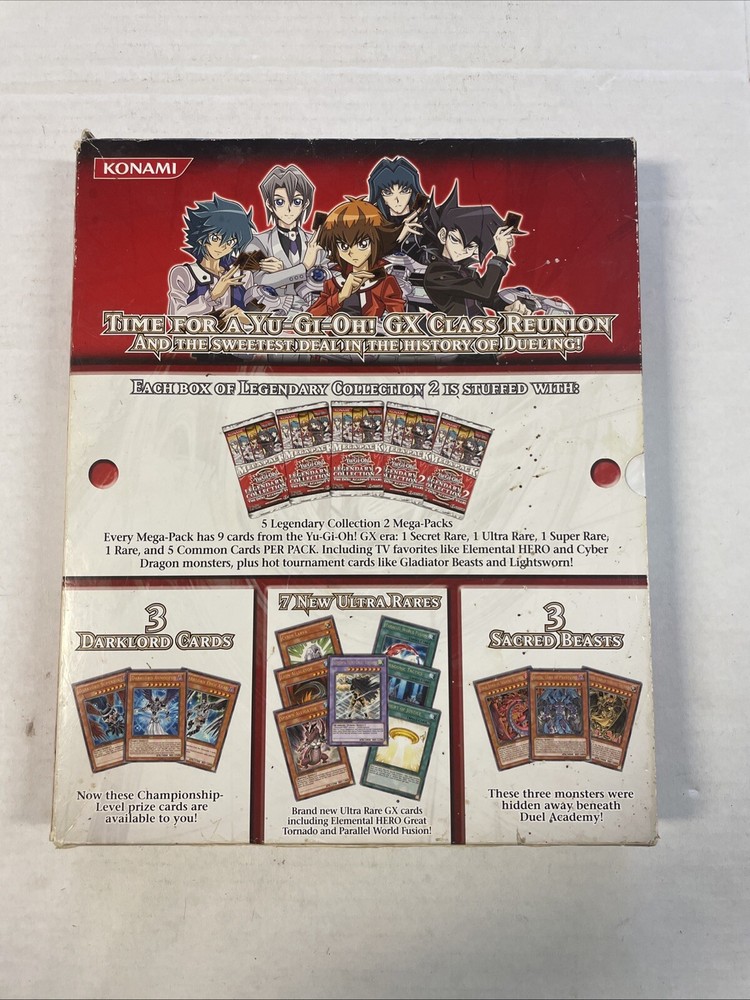 KONAMI
TIME FOR A YU-GI-OH! GX CLASS REUNION
AND THE SWEETEST DEAL IN THE HISTORY OF DUELING!
EACH BOX OF LEGENDARY COLLECTION 2 IS STUFFED WITH:
5 Legendary Collection 2 Mega-Packs
Every Mega-Pack has 9 cards from the Yu-Gi-Oh! GX era: 1 Secret Rare, 1 Ultra Rare, 1 Super Rare,
1 Rare, and 5 Common Cards PER PACK. Including TV favorites like Elemental HERO and Cyber
Dragon monsters, plus hot tournament cards like Gladiator Beasts and Lightsworn!
3
DARKLORD CARDS
Now these Championship-
Level prize cards are
available to you!
7 NEW ULTRA RARES
Brand new Ultra Rare GX cards
including Elemental HERO Great
Tornado and Parallel World Fusion!
3
SACRED BEASTS
These three monsters were
hidden away beneath
Duel Academy!